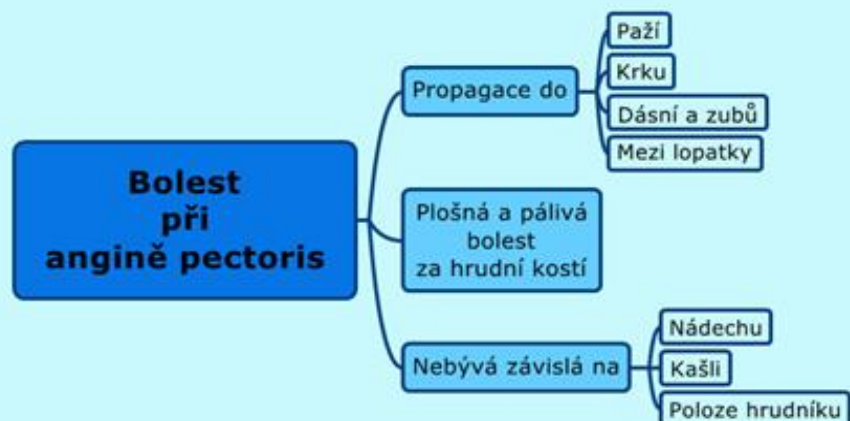 Bolest
při
angině pectoris
Propagace do
Paží
Krku
Dásní a zubů
Mezi lopatky
Plošná a pálivá
bolest
za hrudní kostí
Nebývá závislá na
Nádechu
Kašli
Poloze hrudníku